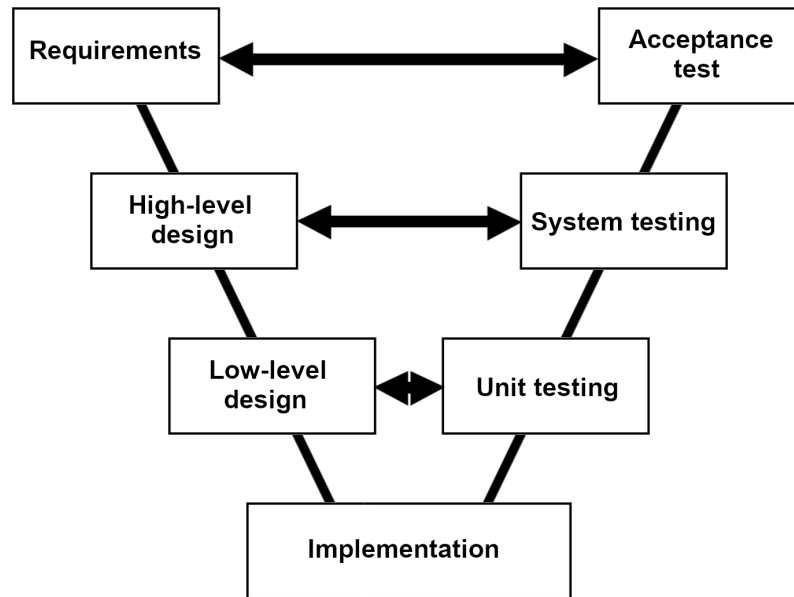 Requirements
Acceptance
test
High-level
design
System testing
Low-level
design
Unit testing
Implementation